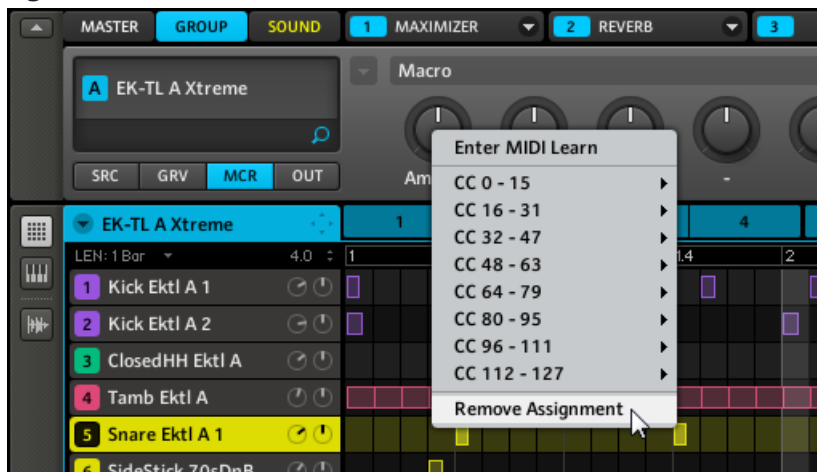 MASTER GROUP SOUND 1 MAXIMIZER 2 REVERB 3
Macro
A EK-TL A Xtreme
SRC GRV MCR OUT
Am
-
Enter MIDI Learn
CC 0 - 15
CC 16 - 31
CC 32 - 47
CC 48 - 63
CC 64 - 79
CC 80 - 95
CC 96 - 111
CC 112 - 127
Remove Assignment
EK-TL A Xtreme 1 4
LEN: 1 Bar 4.0 1 1.4 2
1 Kick Ektl A 1
2 Kick Ektl A 2
3 ClosedHH Ektl A
4 Tamb Ektl A
5 Snare Ektl A 1
6 SideStick 70sDnB